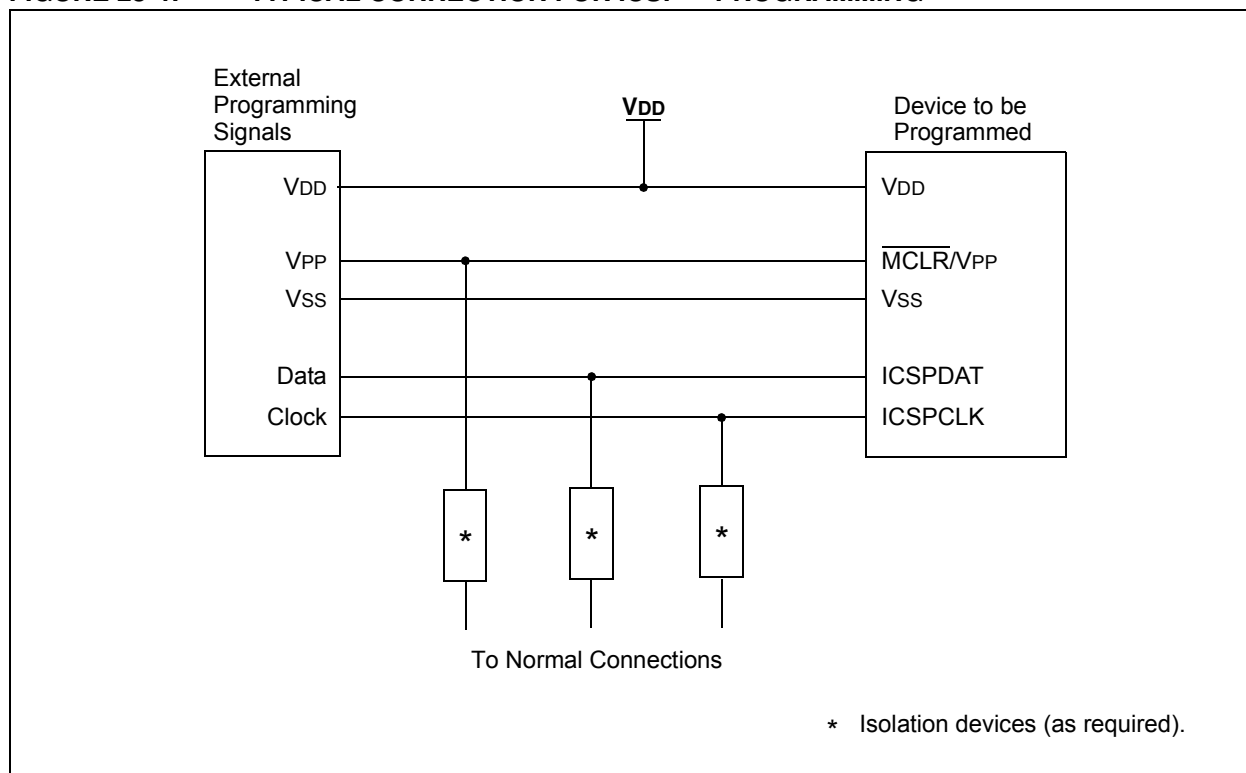 External
Programming
Signals
VDD
Device to be
Programmed
VDD
VDD
VPP
MCLR/VPP
VSS
VSS
Data
ICSPDAT
Clock
ICSPCLK
*
*
*
To Normal Connections
* Isolation devices (as required).